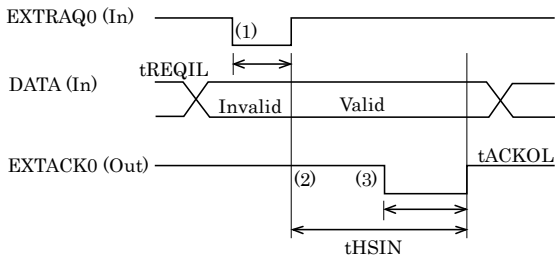 EXTRAQ0 (In)
(1)
tREQIL
DATA (In)
Invalid
Valid
EXTACK0 (Out)
(2)
(3)
tACKOL
tHSIN